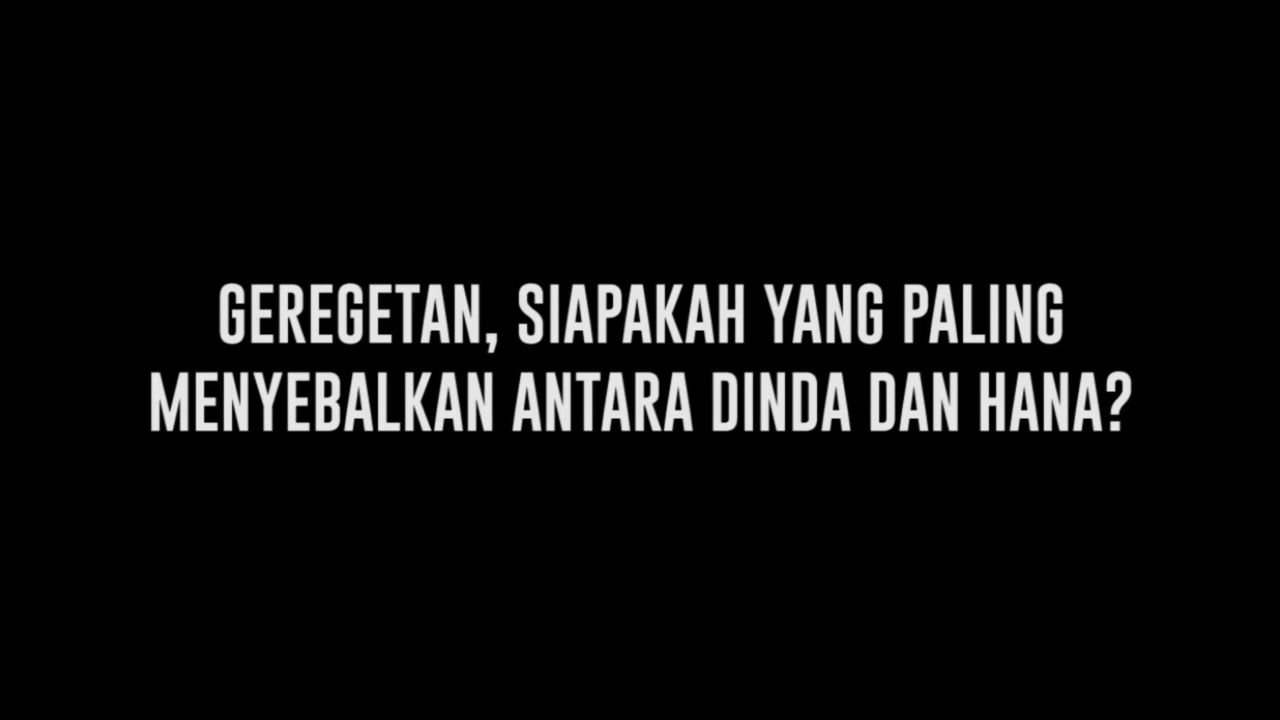 GEREGETAN, SIAPAKAH YANG PALING
MENYEBALKAN ANTARA DINDA DAN HANA?